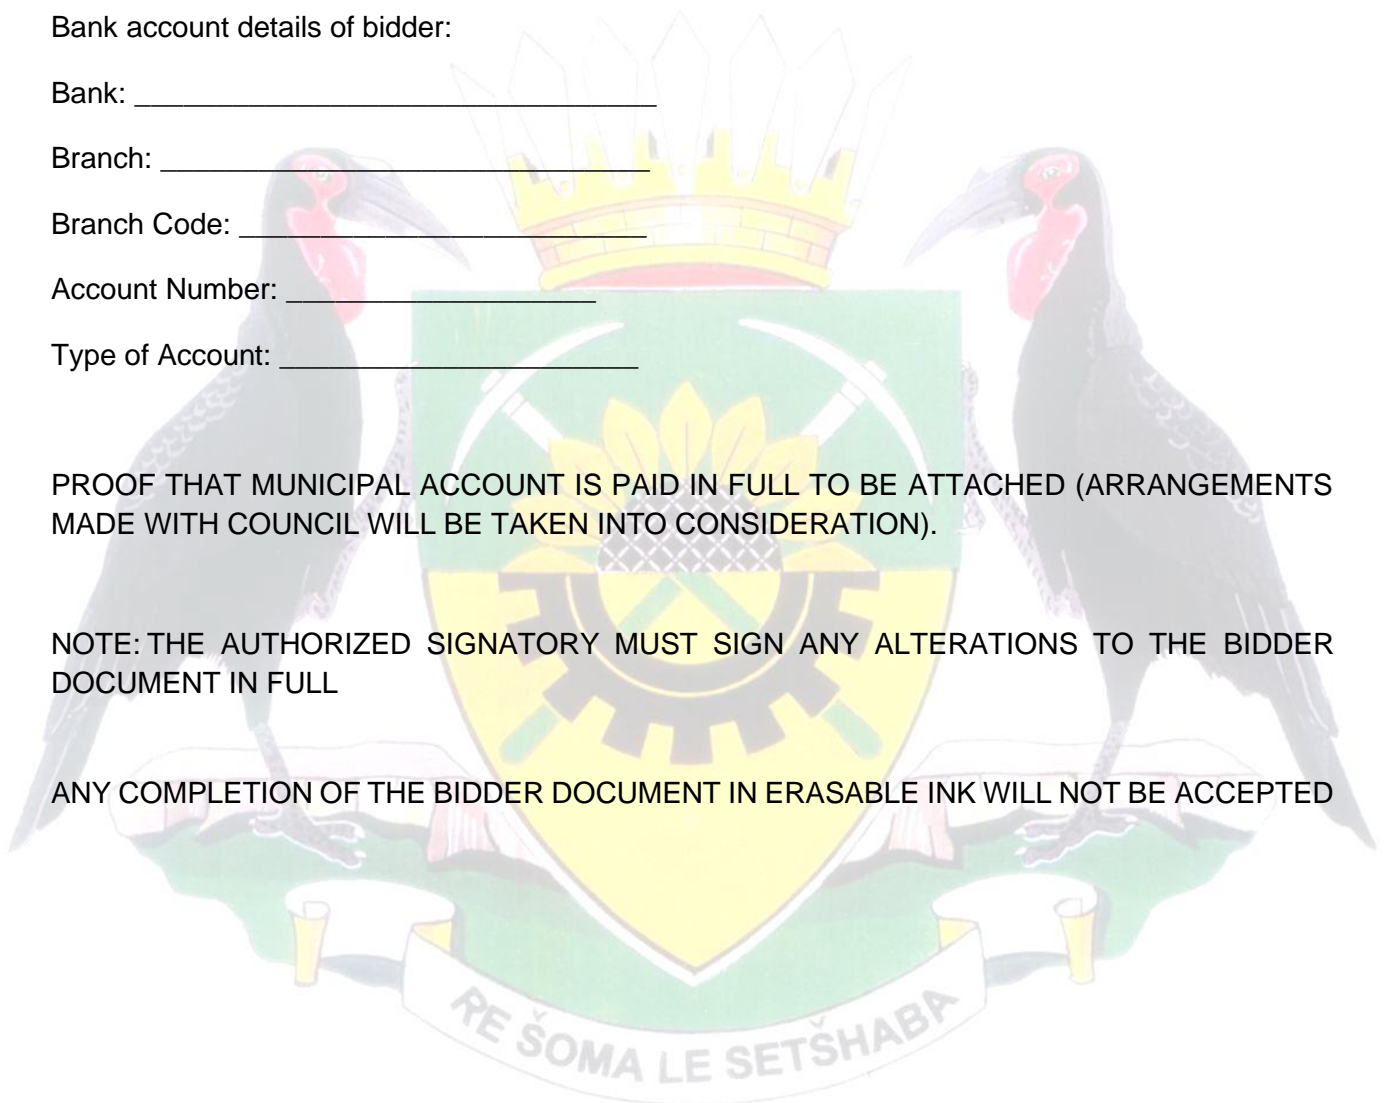 Bank account details of bidder:
Bank: ________________________________
Branch: ______________________________
Branch Code: _________________________
Account Number: ___________________
Type of Account: ______________________
PROOF THAT MUNICIPAL ACCOUNT IS PAID IN FULL TO BE ATTACHED (ARRANGEMENTS
MADE WITH COUNCIL WILL BE TAKEN INTO CONSIDERATION).
NOTE: THE AUTHORIZED SIGNATORY MUST SIGN ANY ALTERATIONS TO THE BIDDER
DOCUMENT IN FULL
ANY COMPLETION OF THE BIDDER DOCUMENT IN ERASABLE INK WILL NOT BE ACCEPTED
RE ŠOMA LE SETŠHABA